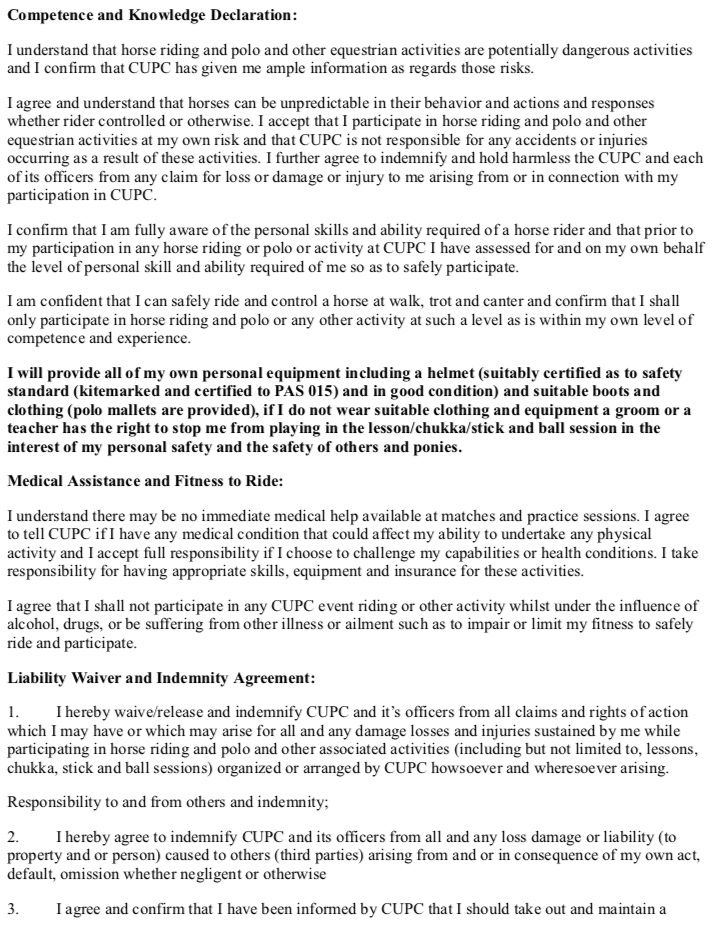 Competence and Knowledge Declaration:
I understand that horse riding and polo and other equestrian activities are potentially dangerous activities
and I confirm that CUPC has given me ample information as regards those risks.
I agree and understand that horses can be unpredictable in their behavior and actions and responses
whether rider controlled or otherwise. I accept that I participate in horse riding and polo and other
equestrian activities at my own risk and that CUPC is not responsible for any accidents or injuries
occurring as a result of these activities. I further agree to indemnify and hold harmless the CUPC and each
of its officers from any claim for loss or damage or injury to me arising from or in connection with my
participation in CUPC.
I confirm that I am fully aware of the personal skills and ability required of a horse rider and that prior to
my participation in any horse riding or polo or activity at CUPC I have assessed for and on my own behalf
the level of personal skill and ability required of me so as to safely participate.
I am confident that I can safely ride and control a horse at walk, trot and canter and confirm that I shall
only participate in horse riding and polo or any other activity at such a level as is within my own level of
competence and experience.
I will provide all of my own personal equipment including a helmet (suitably certified as to safety
standard (kitemarked and certified to PAS 015) and in good condition) and suitable boots and
clothing (polo mallets are provided), if I do not wear suitable clothing and equipment a groom or a
teacher has the right to stop me from playing in the lesson/chukka/stick and ball session in the
interest of my personal safety and the safety of others and ponies.
Medical Assistance and Fitness to Ride:
I understand there may be no immediate medical help available at matches and practice sessions. I agree
to tell CUPC if I have any medical condition that could affect my ability to undertake any physical
activity and I accept full responsibility if I choose to challenge my capabilities or health conditions. I take
responsibility for having appropriate skills, equipment and insurance for these activities.
I agree that I shall not participate in any CUPC event riding or other activity whilst under the influence of
alcohol, drugs, or be suffering from other illness or ailment such as to impair or limit my fitness to safely
ride and participate.
Liability Waiver and Indemnity Agreement:
1. I hereby waive/release and indemnify CUPC and it's officers from all claims and rights of action
which I may have or which may arise for all and any damage losses and injuries sustained by me while
participating in horse riding and polo and other associated activities (including but not limited to, lessons,
chukka, stick and ball sessions) organized or arranged by CUPC howsoever and wheresoever arising.
Responsibility to and from others and indemnity;
2. I hereby agree to indemnify CUPC and its officers from all and any loss damage or liability (to
property and or person) caused to others (third parties) arising from and or in consequence of my own act,
default, omission whether negligent or otherwise
3. I agree and confirm that I have been informed by CUPC that I should take out and maintain a